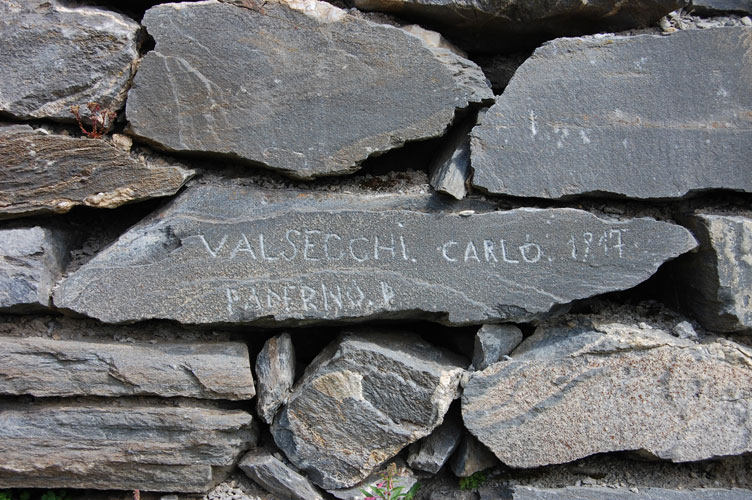 VALSECCHI. CARLO. 1917
PADERNO.